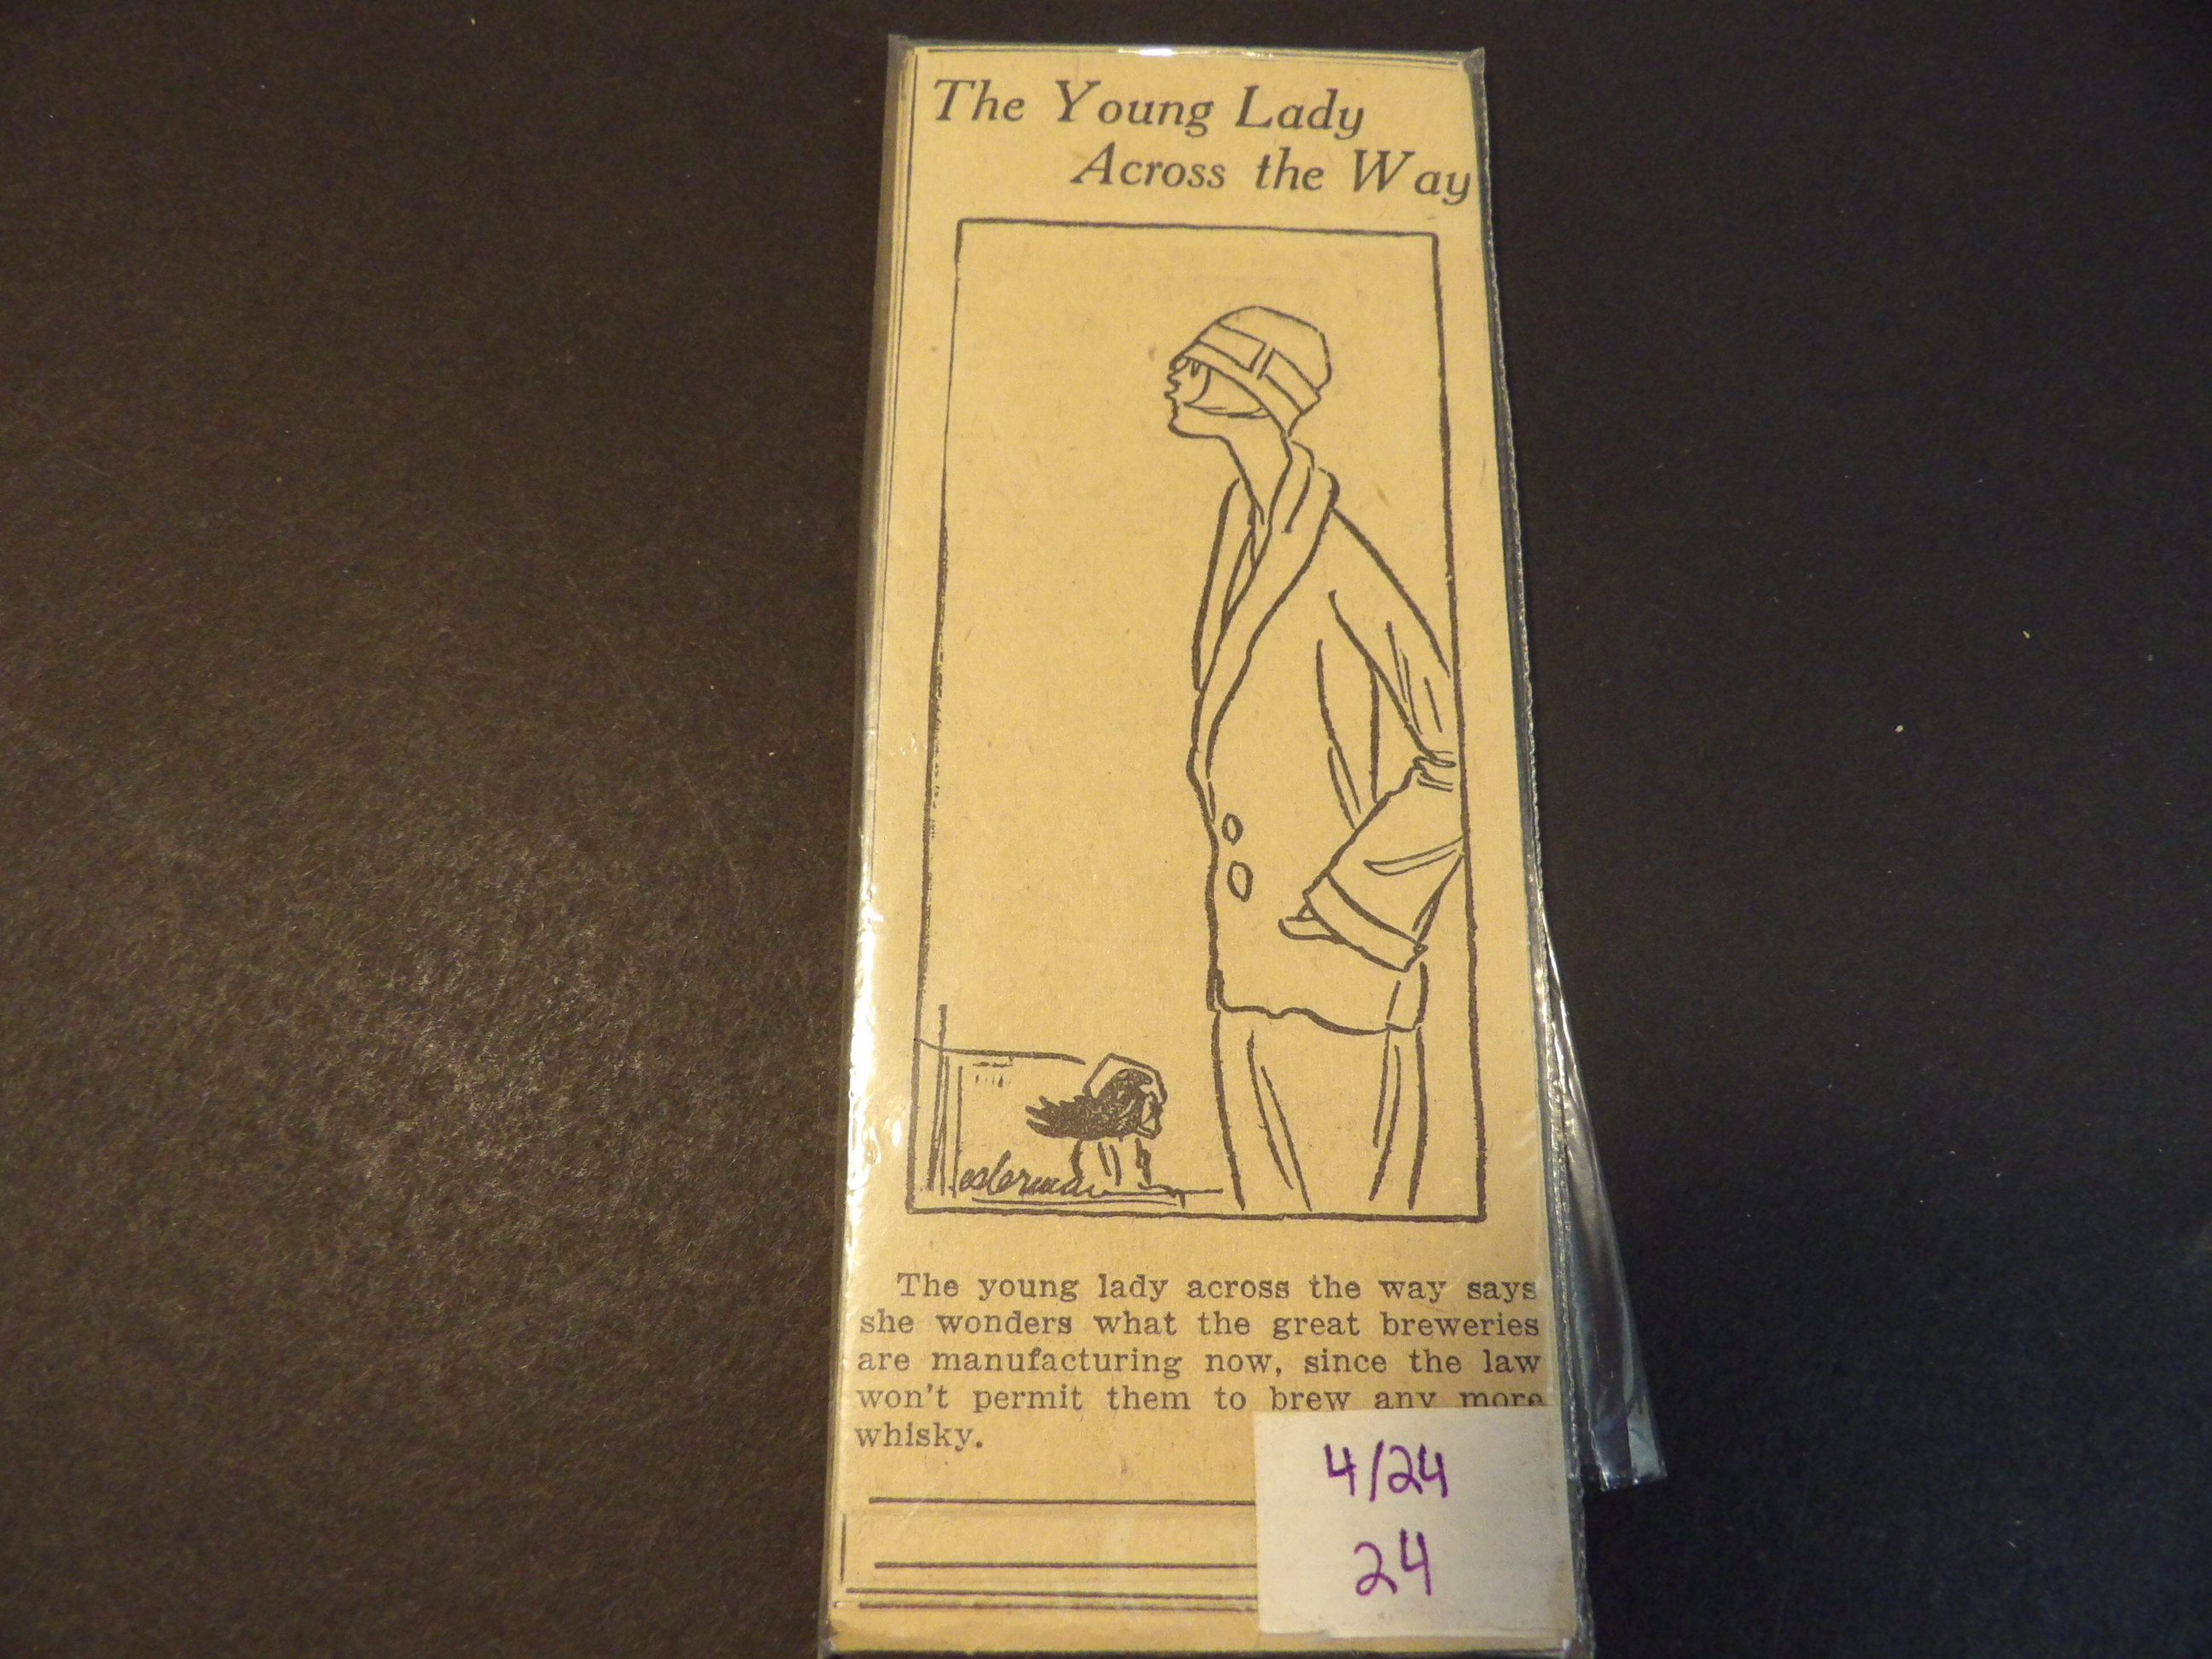 The Young Lady
Across the Way
Westerman
The young lady across the way says
she wonders what the great breweries
are manufacturing now, since the law
won't permit them to brew any more
whisky.
4/24
24